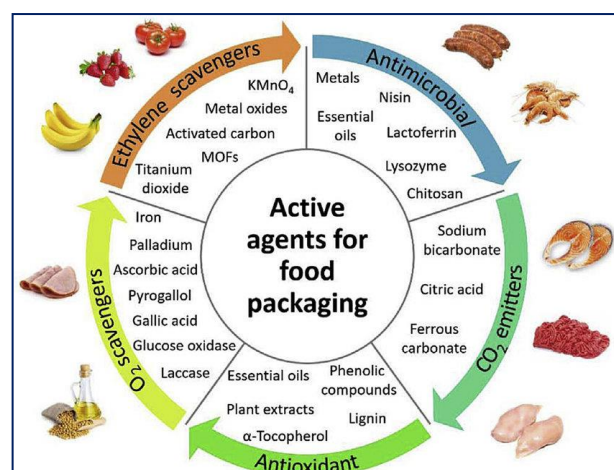 Active
agents for
food
packaging
Antimicrobial
Metals
Nisin
Essential
oils
Lactoferrin
Lysozyme
Chitosan
CO2 emitters
Sodium
bicarbonate
Citric acid
Ferrous
carbonate
Antioxidant
Essential oils
Phenolic
compounds
Plant extracts
Lignin
α-Tocopherol
O2 scavengers
Iron
Palladium
Ascorbic acid
Pyrogallol
Gallic acid
Glucose oxidase
Laccase
Ethylene scavengers
KMnO4
Metal oxides
Activated carbon
MOFs
Titanium
dioxide